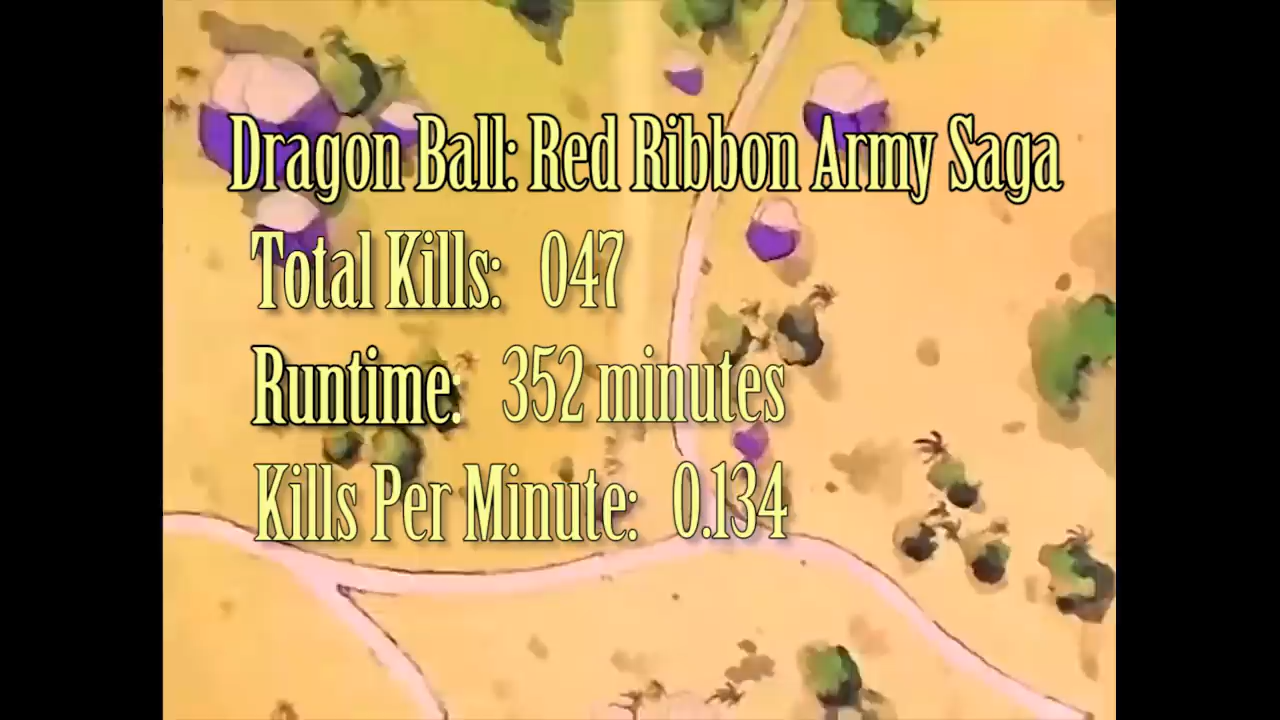 Dragon Ball: Red Ribbon Army Saga
Total Kills: 047
Runtime: 352 minutes
Kills Per Minute: 0.134